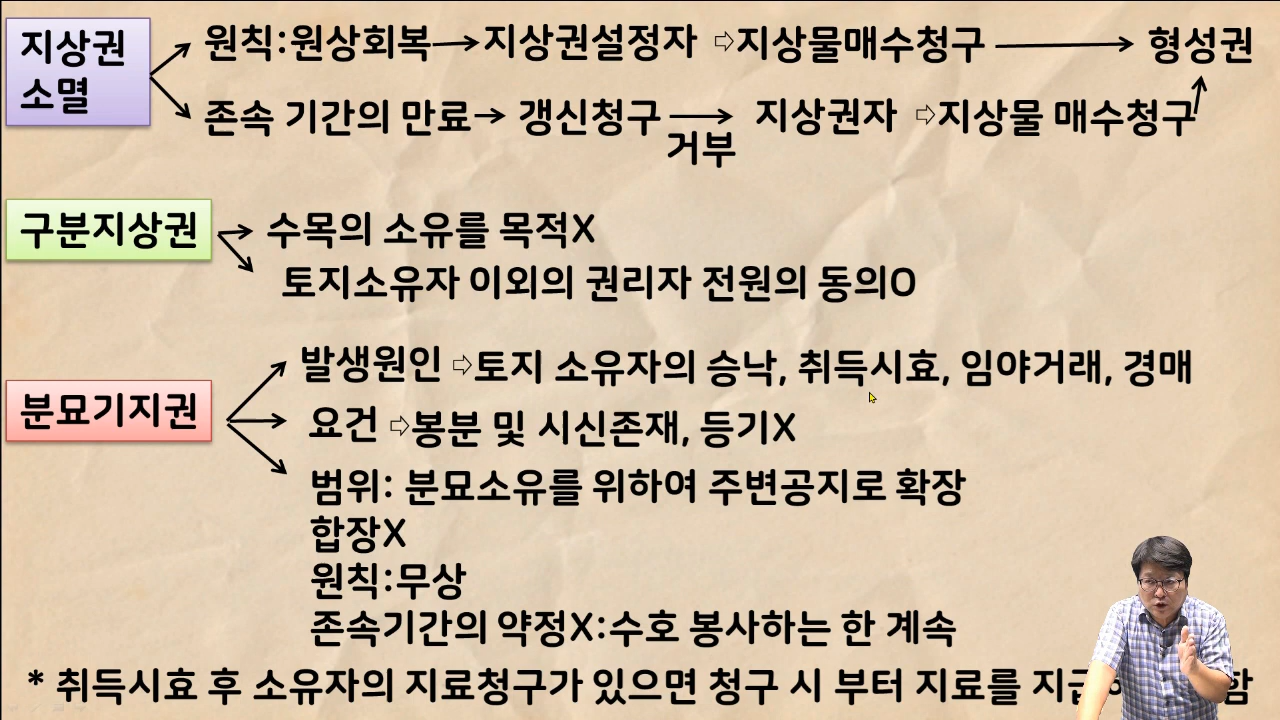 지상권
소멸
원칙:원상회복→지상권설정자 ⇨지상물매수청구 → 형성권
존속 기간의 만료→ 갱신청구 → 지상권자 ⇨지상물 매수청구
거부
구분지상권
수목의 소유를 목적X
토지소유자 이외의 권리자 전원의 동의O
분묘기지권
발생원인 ⇨토지 소유자의 승낙, 취득시효, 임야거래, 경매
요건 ⇨봉분 및 시신존재, 등기X
범위: 분묘소유를 위하여 주변공지로 확장
합장X
원칙:무상
존속기간의 약정X:수호 봉사하는 한 계속
* 취득시효 후 소유자의 지료청구가 있으면 청구 시 부터 지료를 함